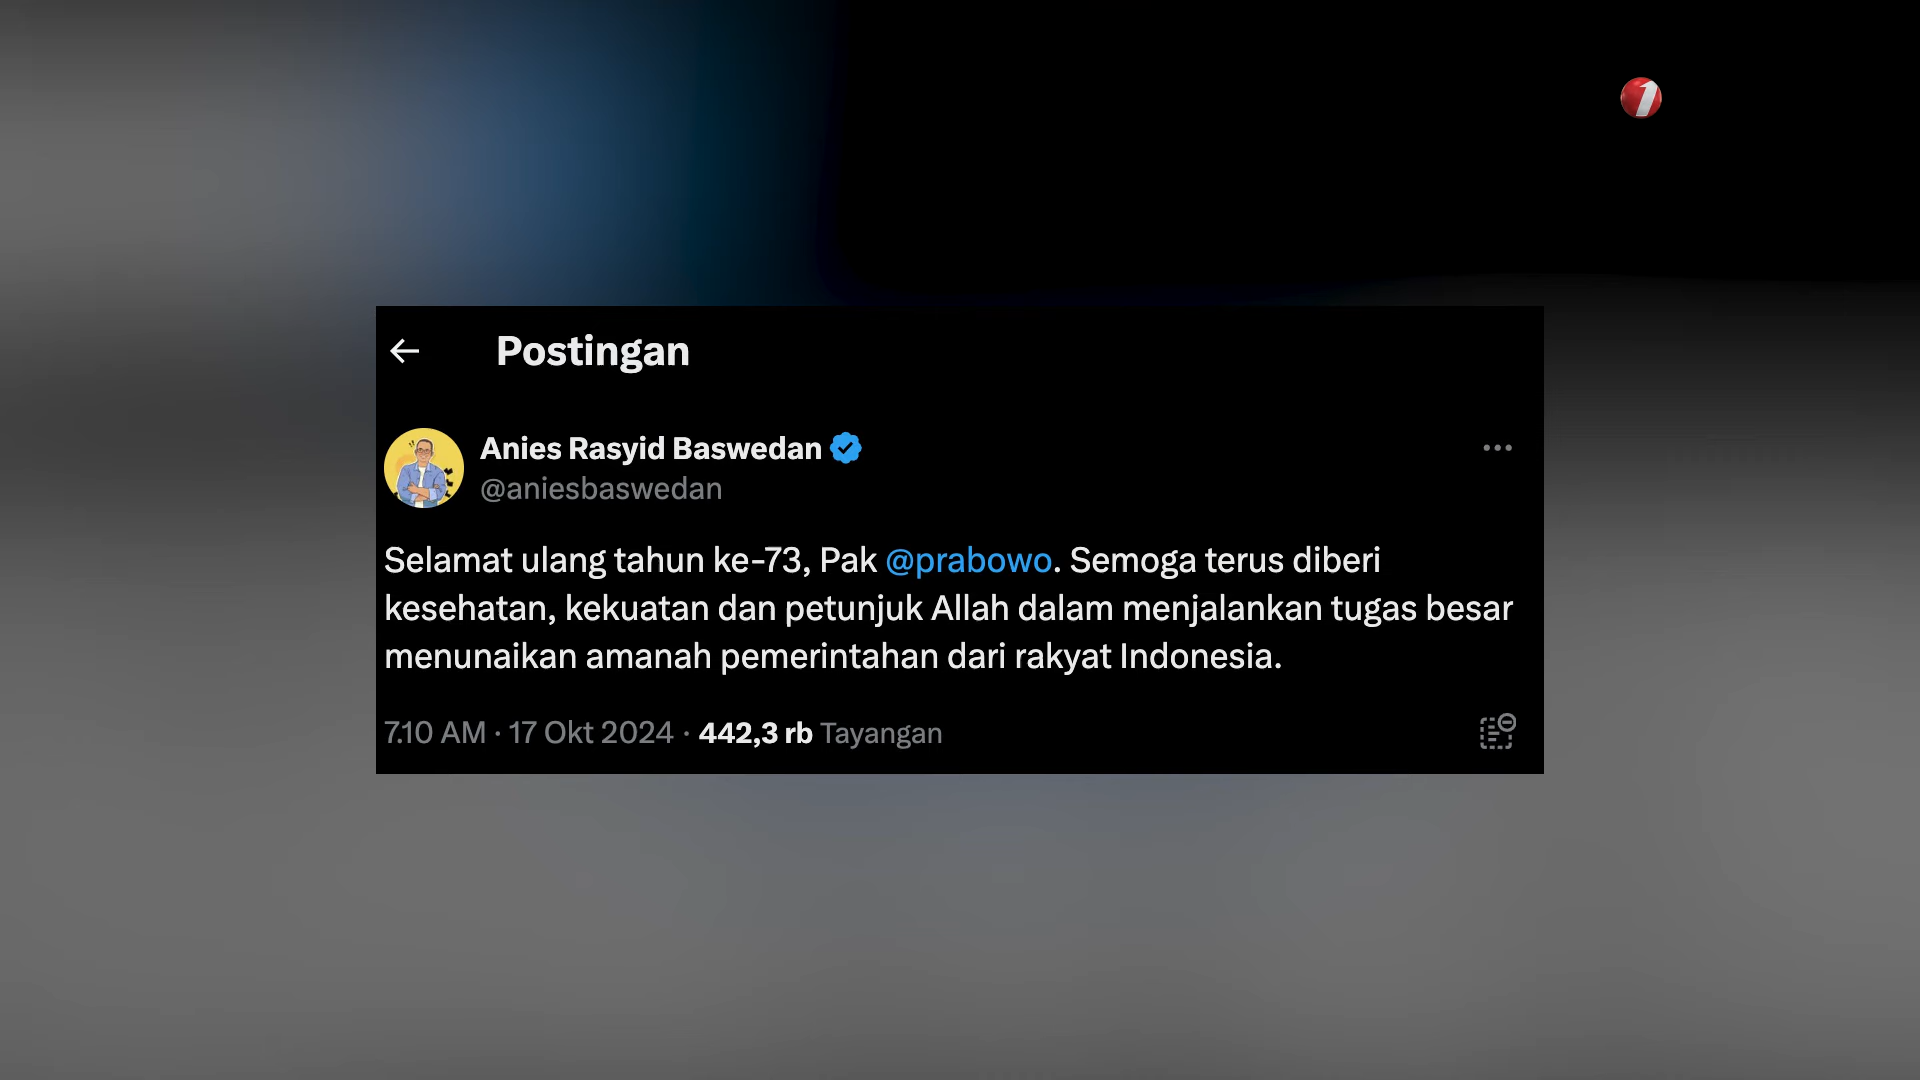 1
Postingan
Anies Rasyid Baswedan
@aniesbaswedan
Selamat ulang tahun ke-73, Pak @prabowo. Semoga terus diberi
kesehatan, kekuatan dan petunjuk Allah dalam menjalankan tugas besar
menunaikan amanah pemerintahan dari rakyat Indonesia.
7.10 AM · 17 Okt 2024 · 442,3 rb Tayangan